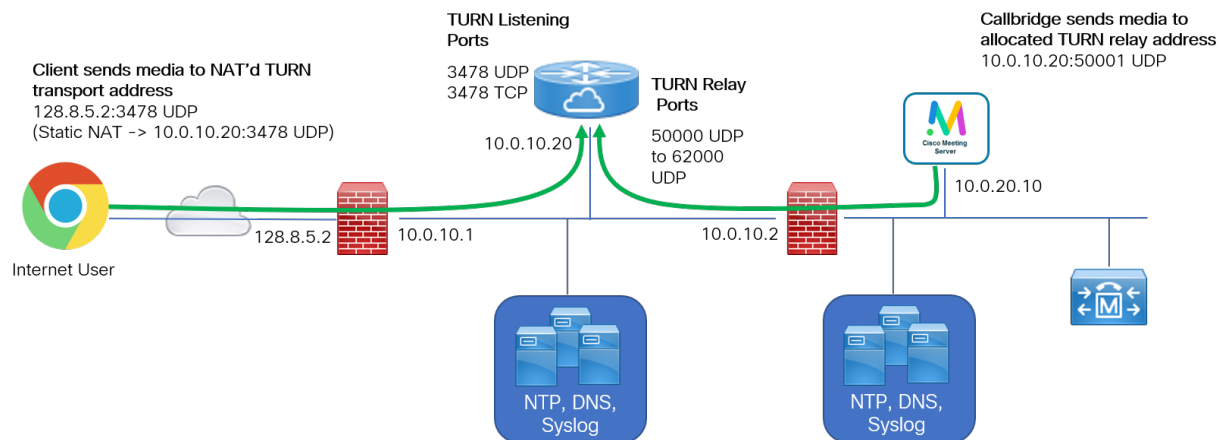 Client sends media to NAT'd TURN
transport address
128.8.5.2:3478 UDP
(Static NAT -> 10.0.10.20:3478 UDP)
TURN Listening
Ports
3478 UDP
3478 TCP
10.0.10.20
TURN Relay
Ports
50000 UDP
to 62000
UDP
Callbridge sends media to
allocated TURN relay address
10.0.10.20:50001 UDP
Cisco Meeting
Server
10.0.20.10
Internet User
128.8.5.2
10.0.10.1
10.0.10.2
M
NTP, DNS,
Syslog
NTP, DNS,
Syslog